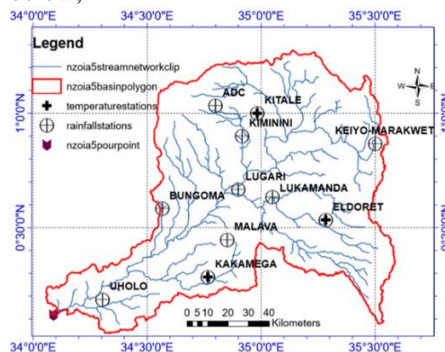 34°0'0"E 34°30'0"E 35°0'0"E 35°30'0"E
Legend
nzoia5streamnetworkclip
nzoia5basinpolygon
temperaturestations
rainfallstations
nzoia5pourpoint
N
W E
S
1°0'0"N
0°30'0"N
ADC
KITALE
KIMININI
KEIYO-MARAKWET
LUGARI
LUKAMANDA
BUNGOMA
ELDORET
MALAVA
KAKAMEGA
UHOLO
0 5 10 20 30 40
Kilometers
34°0'0"E 34°30'0"E 35°0'0"E 35°30'0"E